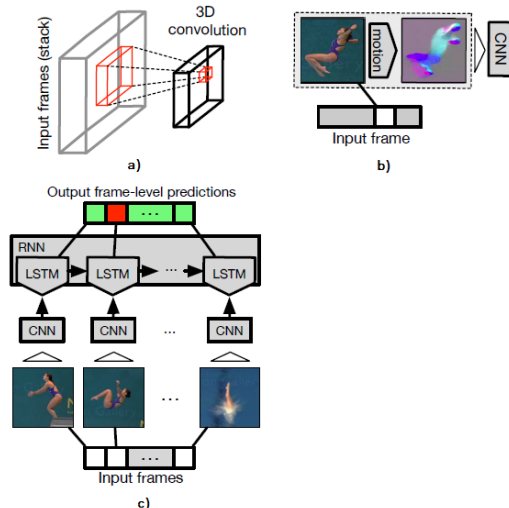 3D
convolution
Input frames (stack)
a)
motion
CNN
Input frame
b)
Output frame-level predictions
...
RNN
LSTM
LSTM
...
LSTM
CNN
CNN
...
CNN
...
...
Input frames
c)